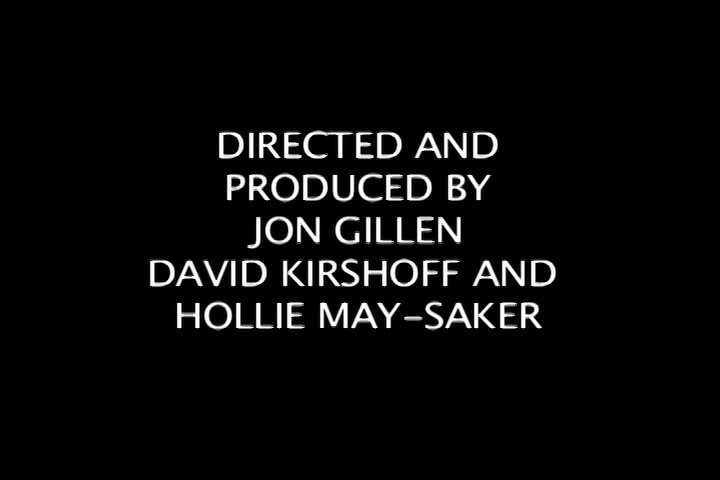 DIRECTED AND
PRODUCED BY
JON GILLEN
DAVID KIRSHOFF AND
HOLLIE MAY-SAKER